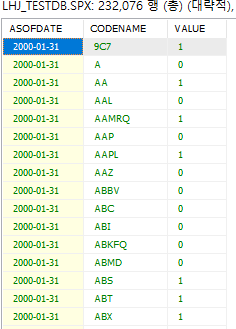 LHJ_TESTDB.SPX: 232,076 행 (총) (대략적),
ASOFDATE CODENAME VALUE
2000-01-31 9C7 1
2000-01-31 A 0
2000-01-31 AA 1
2000-01-31 AAL 0
2000-01-31 AAMRQ 1
2000-01-31 AAP 0
2000-01-31 AAPL 1
2000-01-31 AAZ 0
2000-01-31 ABBV 0
2000-01-31 ABC 0
2000-01-31 ABI 0
2000-01-31 ABKFQ 0
2000-01-31 ABMD 0
2000-01-31 ABS 1
2000-01-31 ABT 1
2000-01-31 ABX 1